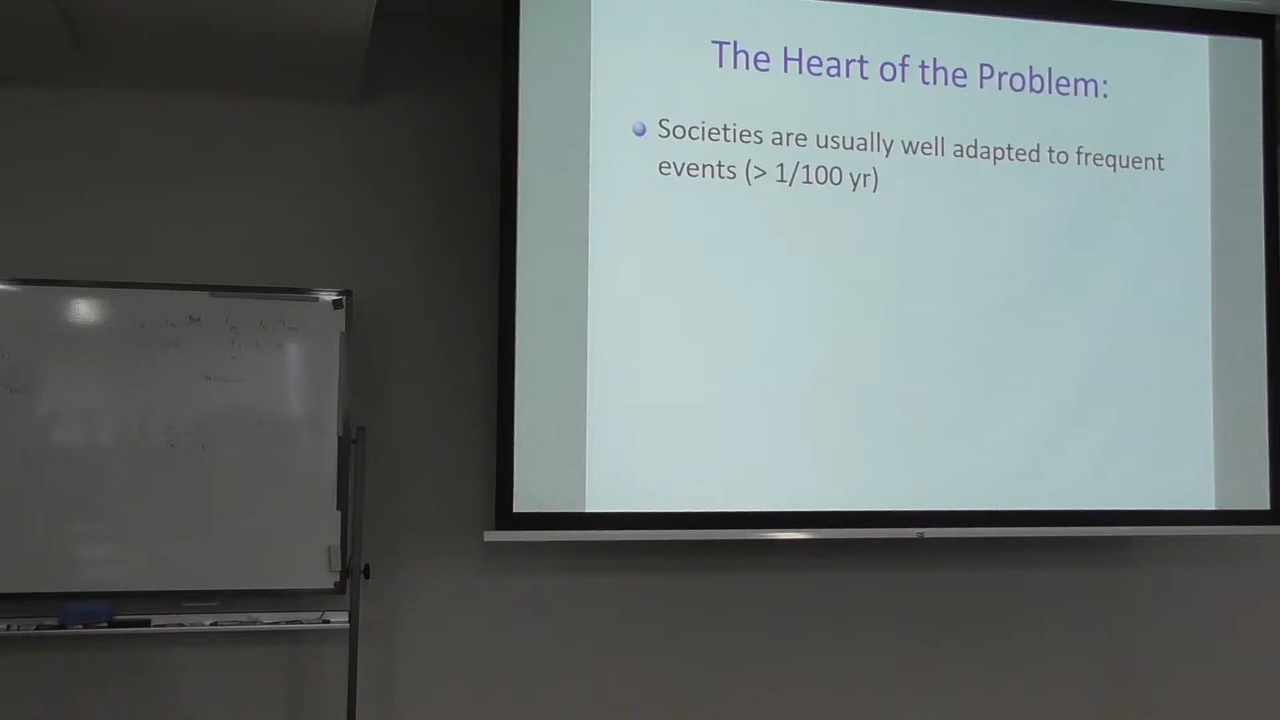 The Heart of the Problem:
Societies are usually well adapted to frequent
events (> 1/100 yr)